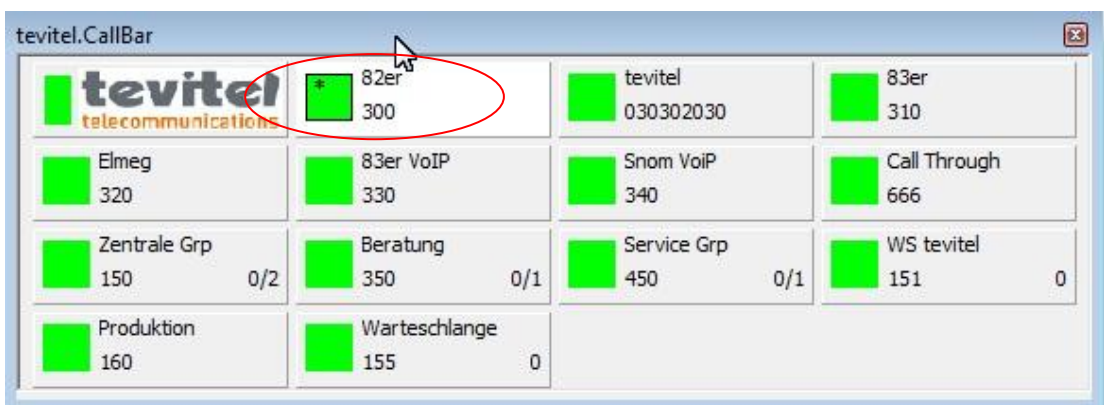 tevitel.CallBar
tevitel
telecommunications
* 82er
300
tevitel
030302030
83er
310
Elmeg
320
83er VoIP
330
Snom VoiP
340
Call Through
666
Zentrale Grp
150 0/2
Beratung
350 0/1
Service Grp
450 0/1
WS tevitel
151 0
Produktion
160
Warteschlange
155 0